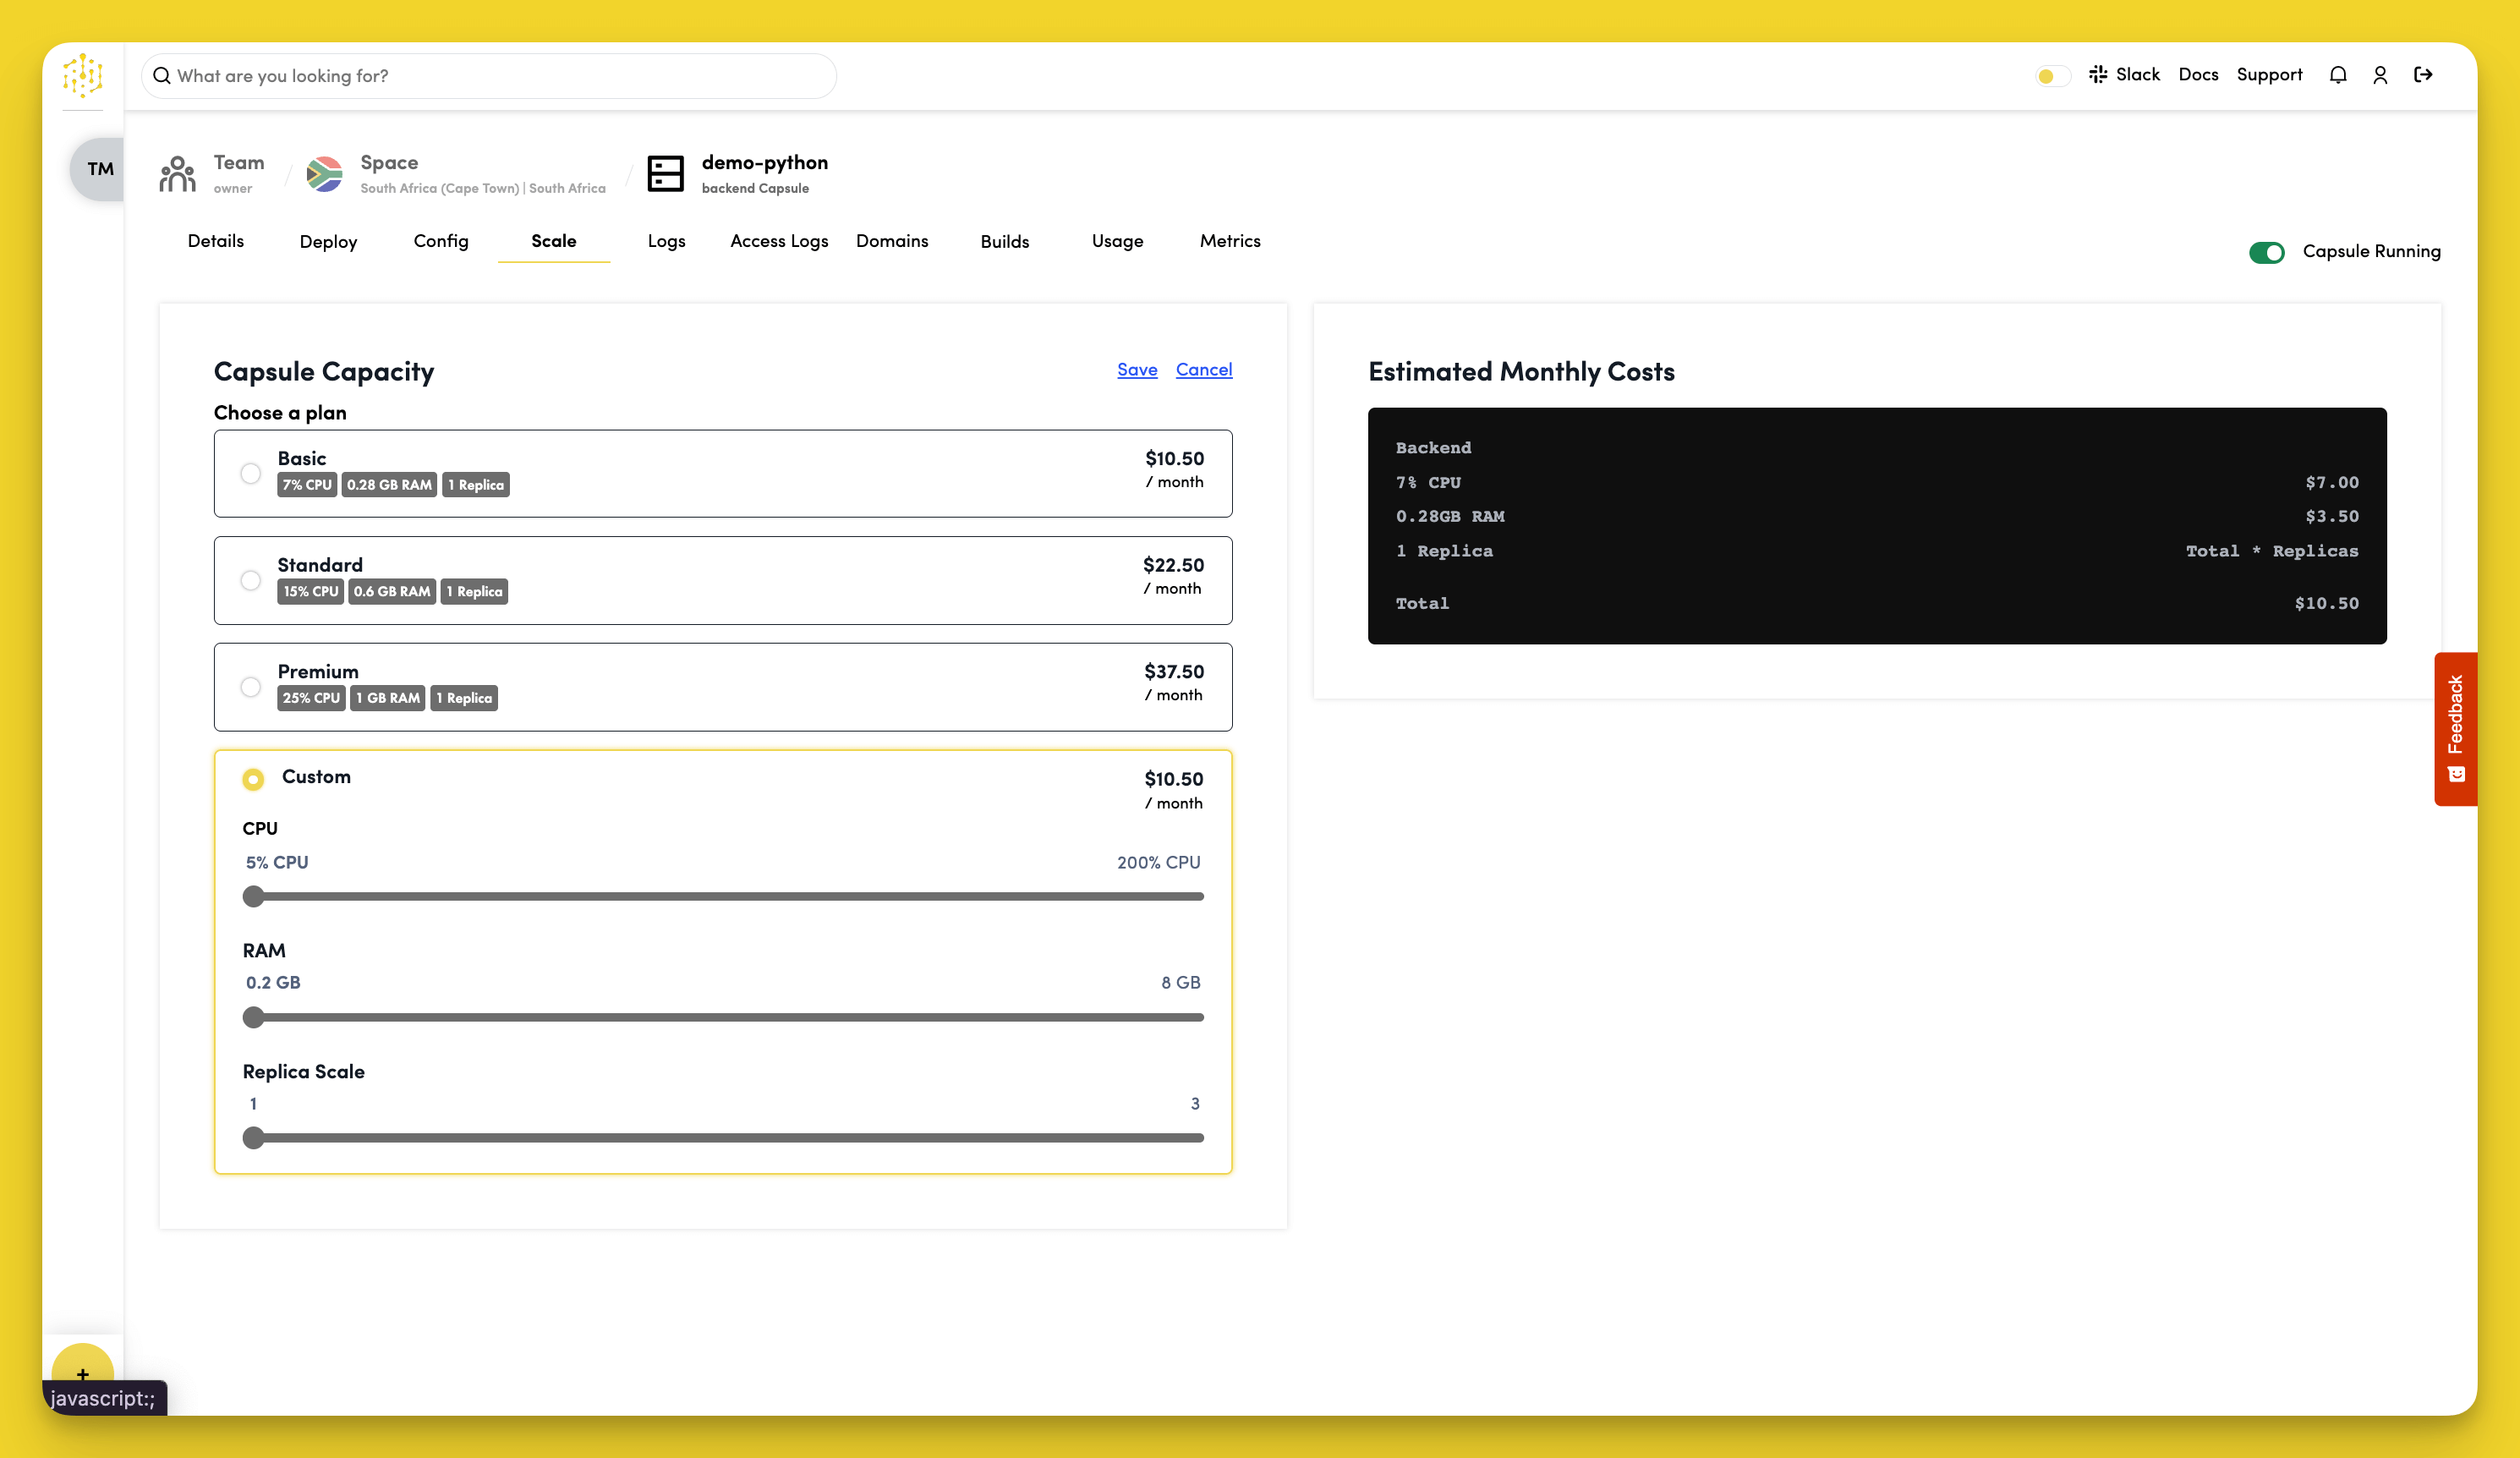 What are you looking for?
Slack Docs Support
TM
Team
owner
/
Space
South Africa (Cape Town) | South Africa
/
demo-python
backend Capsule
Details Deploy Config Scale Logs Access Logs Domains Builds Usage Metrics
Capsule Running
Capsule Capacity
Save Cancel
Choose a plan
Basic $10.50
7% CPU 0.28 GB RAM 1 Replica / month
Standard $22.50
15% CPU 0.6 GB RAM 1 Replica / month
Premium $37.50
25% CPU 1 GB RAM 1 Replica / month
Custom $10.50
/ month
CPU
5% CPU 200% CPU
RAM
0.2 GB 8 GB
Replica Scale
1 3
Estimated Monthly Costs
Backend
7% CPU $7.00
0.28GB RAM $3.50
1 Replica Total * Replicas
Total $10.50
Feedback
+
javascript:;